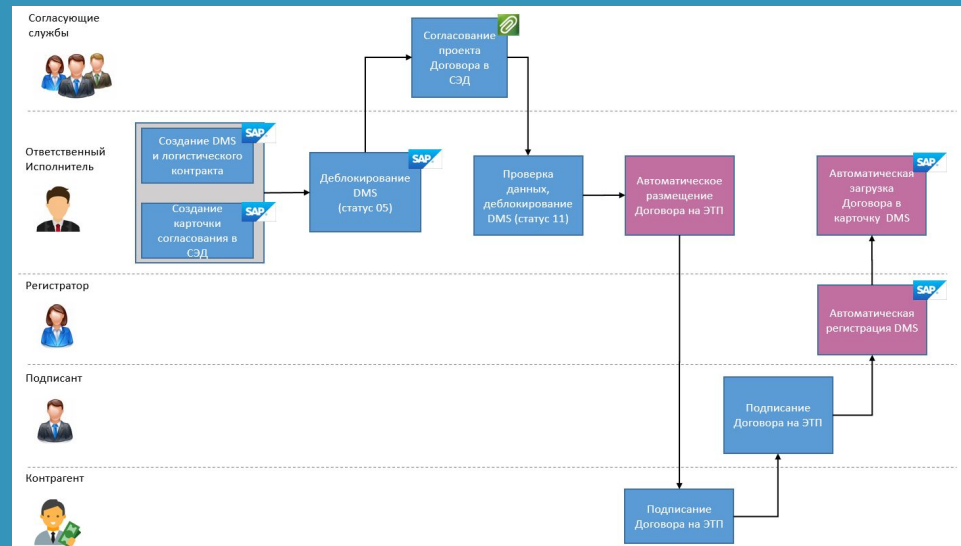 Согласующие
службы
Согласование
проекта
Договора в
СЭД
Ответственный
Исполнитель
SAP
Создание DMS
и логистического
контракта
SAP
Создание
карточки
согласования в
СЭД
SAP
Деблокирование
DMS
(статус 05)
Проверка
данных,
деблокирование
DMS (статус 11)
Автоматическое
размещение
Договора на ЭТП
SAP
Автоматическая
загрузка
Договора в
карточку DMS
Регистратор
SAP
Автоматическая
регистрация DMS
Подписант
Подписание
Договора на ЭТП
Контрагент
Подписание
Договора на ЭТП